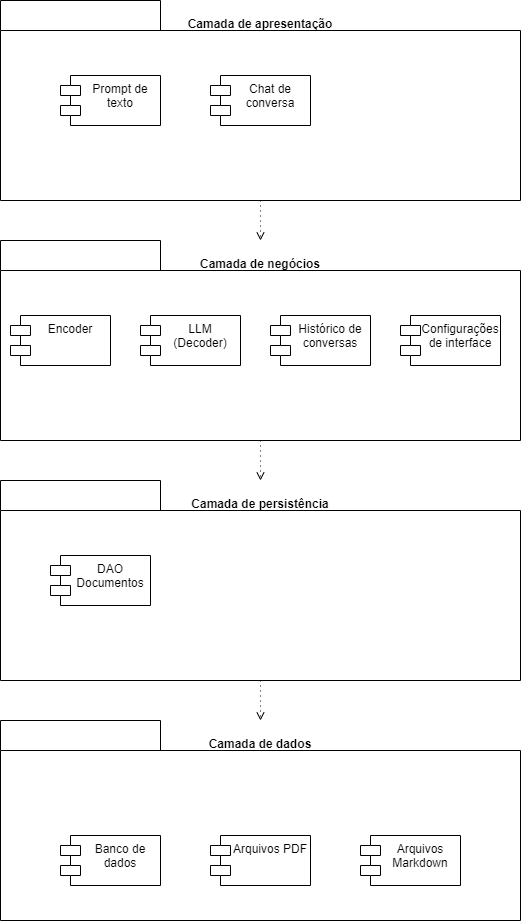 Camada de apresentação
Prompt de
texto
Chat de
conversa
Camada de negócios
Encoder
LLM
(Decoder)
Histórico de
conversas
Configurações
de interface
Camada de persistência
DAO
Documentos
Camada de dados
Banco de
dados
Arquivos PDF
Arquivos
Markdown